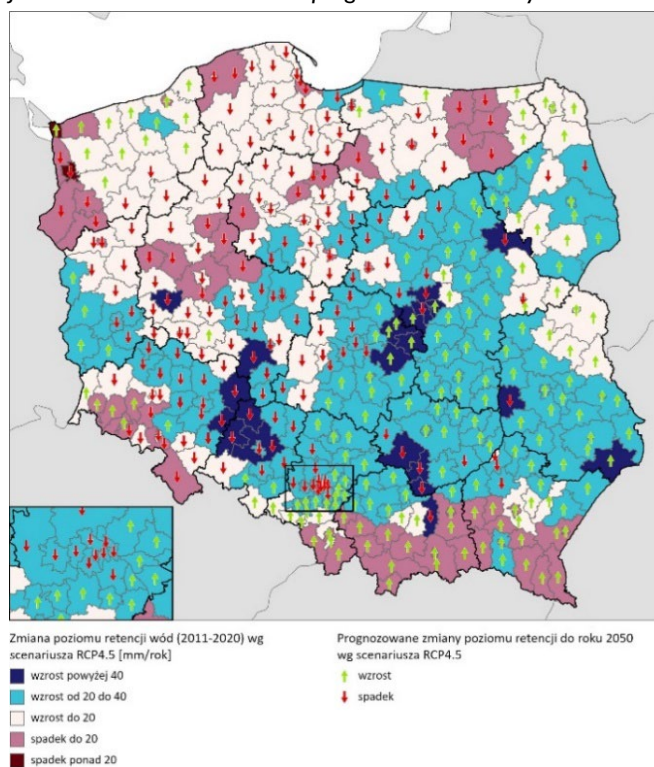 Zmiana poziomu retencji wód (2011-2020) wg
scenariusza RCP4.5 [mm/rok]
wzrost powyżej 40
wzrost od 20 do 40
wzrost do 20
spadek do 20
spadek ponad 20
Prognozowane zmiany poziomu retencji do roku 2050
wg scenariusza RCP4.5
wzrost
spadek